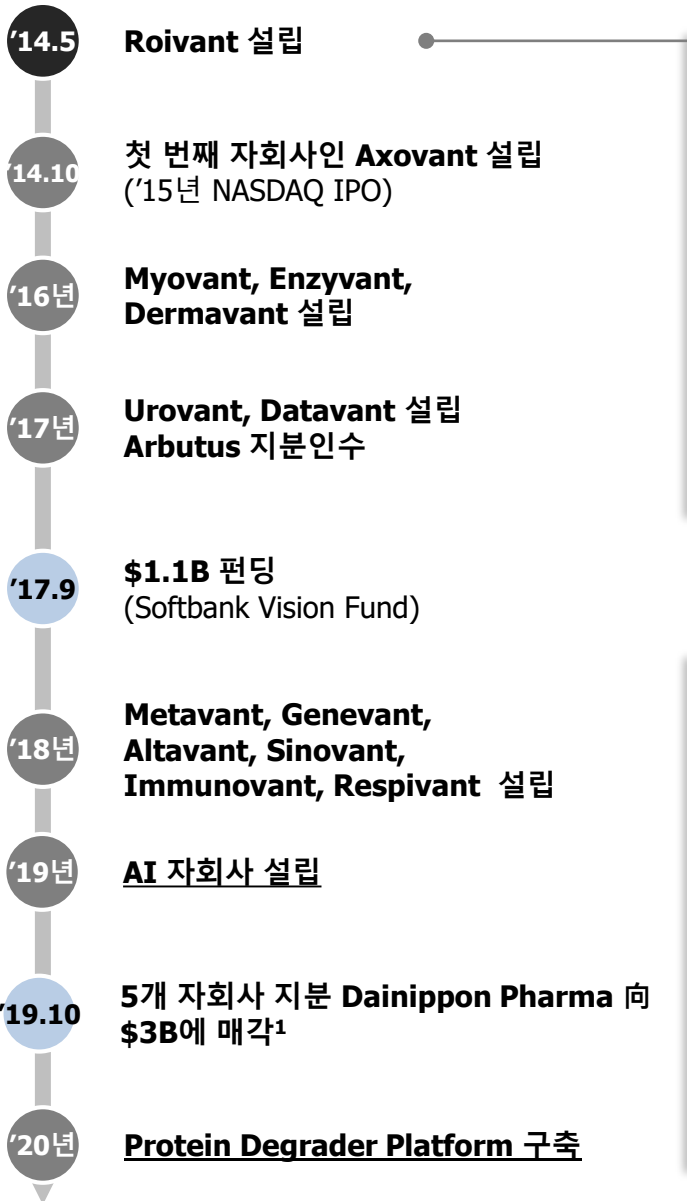 ’14.5
Roivant 설립
’14.10
첫 번째 자회사인 Axovant 설립
(’15년 NASDAQ IPO)
’16년
Myovant, Enzyvant,
Dermavant 설립
’17년
Urovant, Datavant 설립
Arbutus 지분인수
’17.9
$1.1B 펀딩
(Softbank Vision Fund)
’18년
Metavant, Genevant,
Altavant, Sinovant,
Immunovant, Respivant 설립
’19년
AI 자회사 설립
’19.10
5개 자회사 지분 Dainippon Pharma 向
$3B에 매각¹
’20년
Protein Degrader Platform 구축